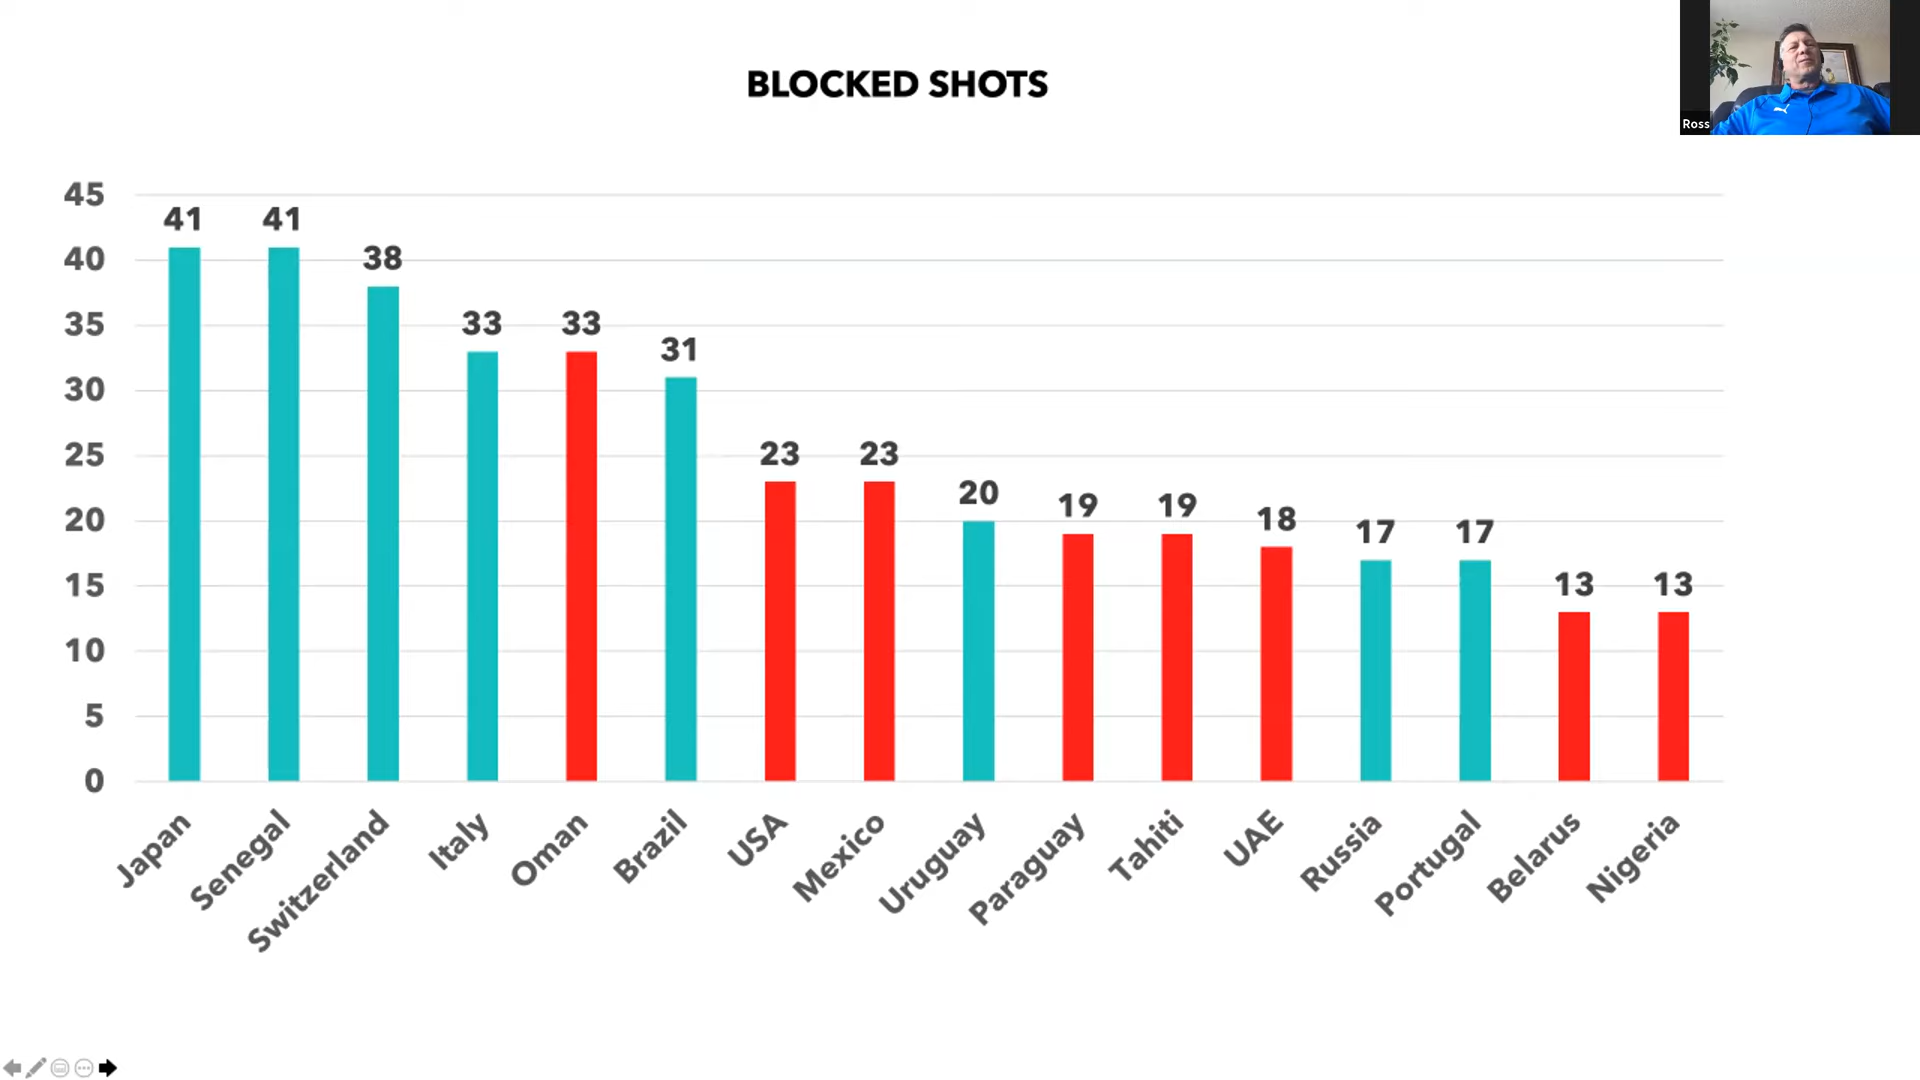 BLOCKED SHOTS
Ross
45
40
35
30
25
20
15
10
5
0
41
41
38
33
33
31
23
23
20
19
19
18
17
17
13
13
Japan
Senegal
Switzerland
Italy
Oman
Brazil
USA
Mexico
Uruguay
Paraguay
Tahiti
UAE
Russia
Portugal
Belarus
Nigeria